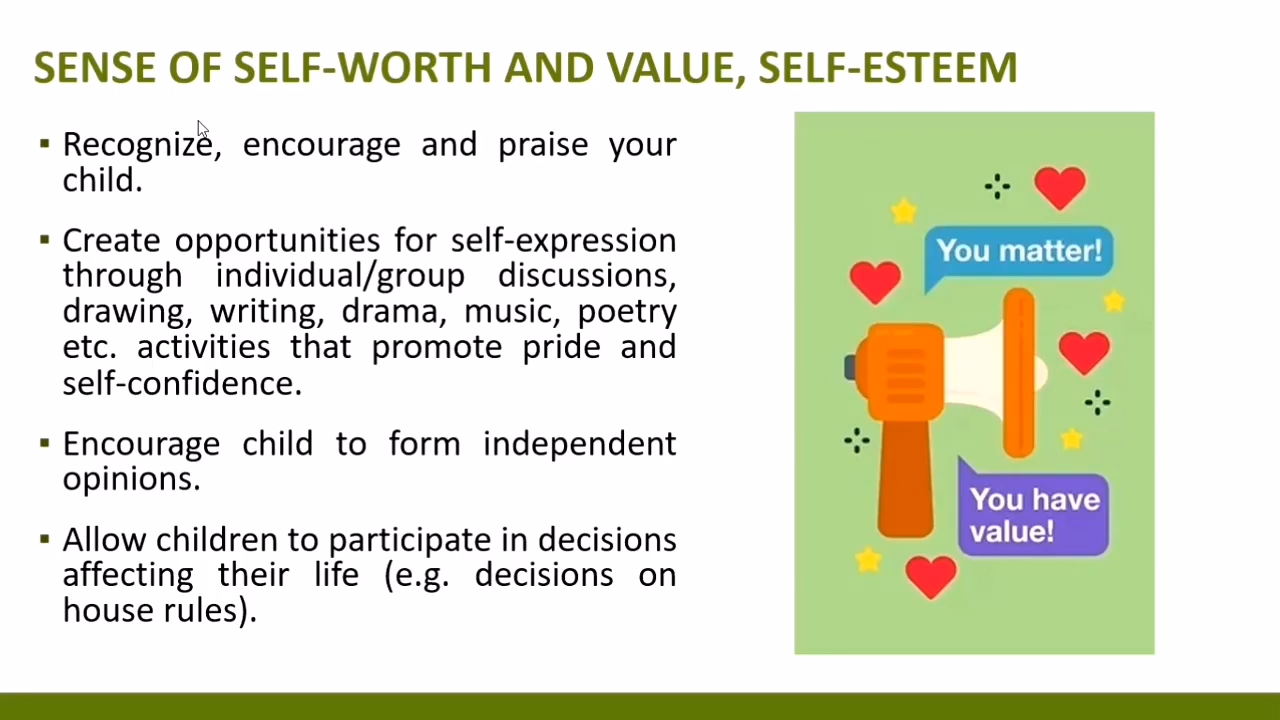 SENSE OF SELF-WORTH AND VALUE, SELF-ESTEEM
▪ Recognize, encourage and praise your
child.
▪ Create opportunities for self-expression
through individual/group discussions,
drawing, writing, drama, music, poetry
etc. activities that promote pride and
self-confidence.
▪ Encourage child to form independent
opinions.
▪ Allow children to participate in decisions
affecting their life (e.g. decisions on
house rules).
You matter!
You have
value!